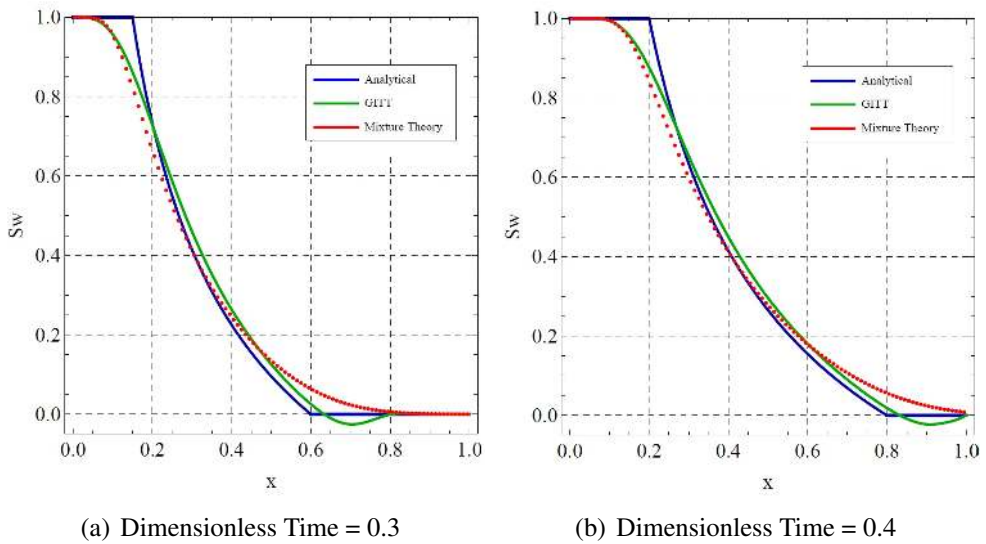 1.0
0.8
0.6
0.4
0.2
0.0
Sw
Analytical
GITT
Mixture Theory
0.0 0.2 0.4 0.6 0.8 1.0
x
(a) Dimensionless Time = 0.3
1.0
0.8
0.6
0.4
0.2
0.0
Sw
Analytical
GITT
Mixture Theory
0.0 0.2 0.4 0.6 0.8 1.0
x
(b) Dimensionless Time = 0.4